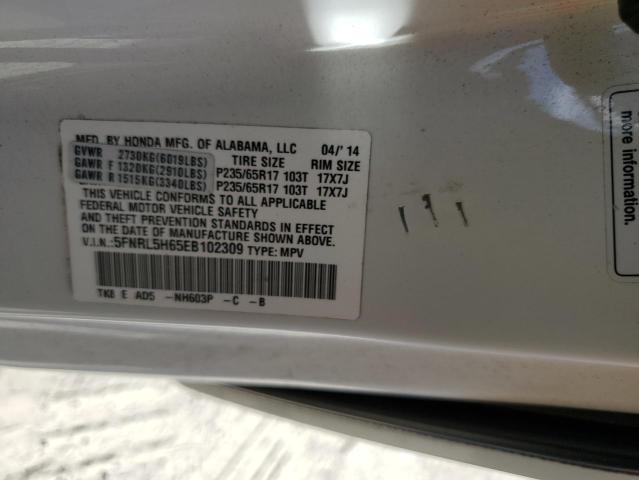 MFD. BY HONDA MFG. OF ALABAMA, LLC 04/'14
GVWR 2730KG(6019LBS) TIRE SIZE RIM SIZE
GAWR F 1320KG(2910LBS) P235/65R17 103T 17X7J
GAWR R 1515KG(3340LBS) P235/65R17 103T 17X7J
THIS VEHICLE CONFORMS TO ALL APPLICABLE
FEDERAL MOTOR VEHICLE SAFETY
AND THEFT PREVENTION STANDARDS IN EFFECT
ON THE DATE OF MANUFACTURE SHOWN ABOVE.
V.I.N.:5FNRL5H65EB102309 TYPE: MPV
TK8 E AD5 -NH603P -C -B
more information.